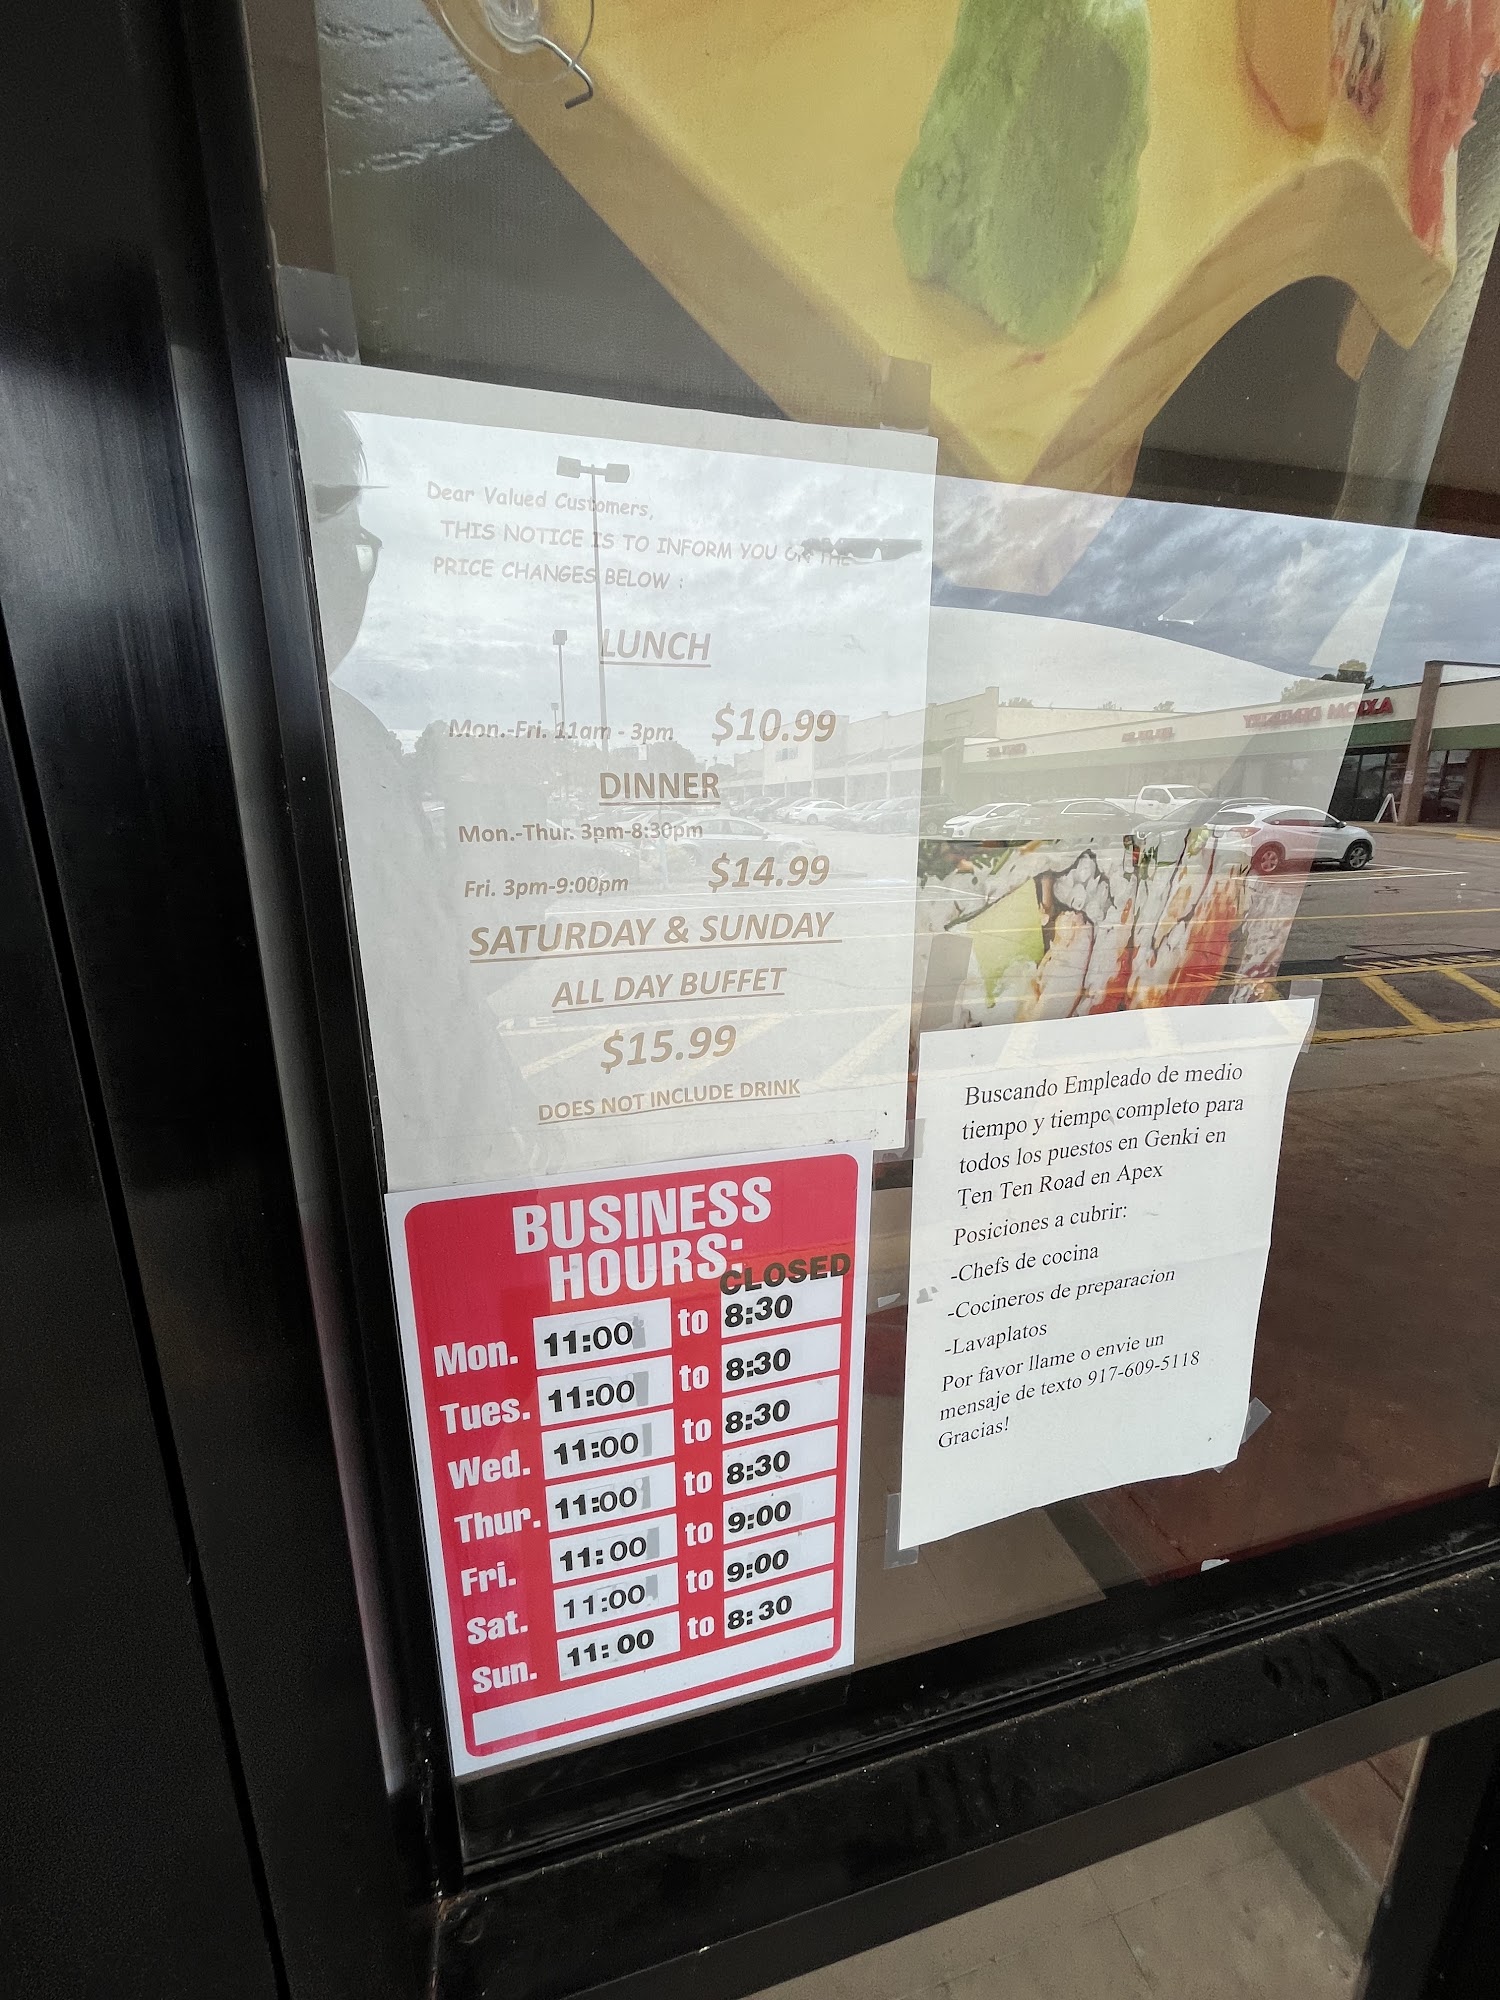 Dear Valued Customers,
THIS NOTICE IS TO INFORM YOU ON THE
PRICE CHANGES BELOW :
LUNCH
Mon.-Fri. 11am - 3pm $10.99
DINNER
Mon.-Thur. 3pm-8:30pm
Fri. 3pm-9:00pm $14.99
SATURDAY & SUNDAY
ALL DAY BUFFET
$15.99
DOES NOT INCLUDE DRINK
BUSINESS
HOURS:
CLOSED
Mon. 11:00 to 8:30
Tues. 11:00 to 8:30
Wed. 11:00 to 8:30
Thur. 11:00 to 8:30
Fri. 11:00 to 9:00
Sat. 11:00 to 9:00
Sun. 11:00 to 8:30
Buscando Empleado de medio
tiempo y tiempo completo para
todos los puestos en Genki en
Ten Ten Road en Apex
Posiciones a cubrir:
-Chefs de cocina
-Cocineros de preparacion
-Lavaplatos
Por favor llame o envie un
mensaje de texto 917-609-5118
Gracias!